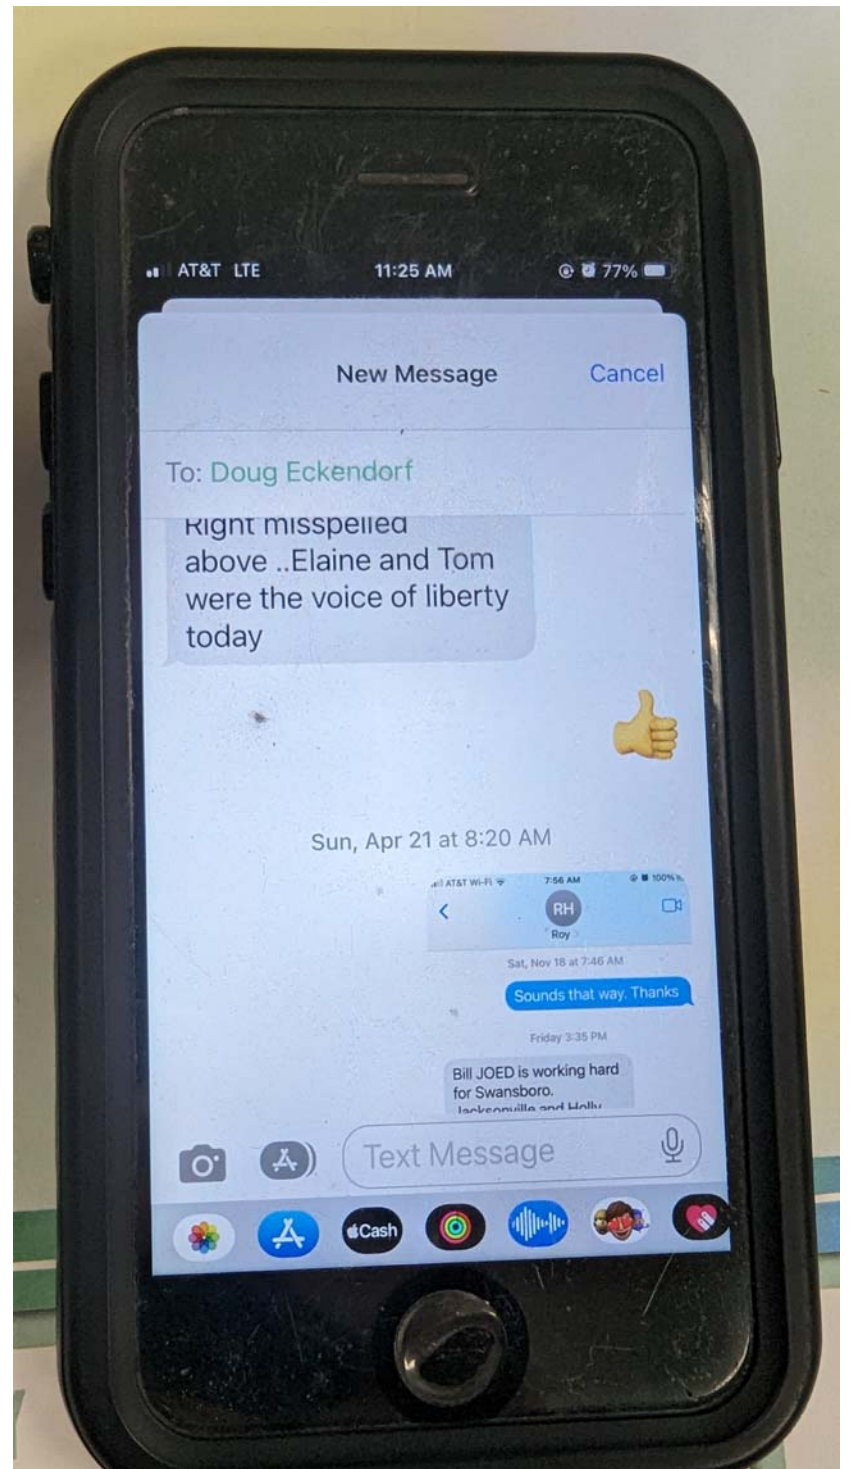 AT&T LTE 11:25 AM 77%
New Message Cancel
To: Doug Eckendorf
Right misspelled
above ..Elaine and Tom
were the voice of liberty
today
Sun, Apr 21 at 8:20 AM
AT&T Wi-Fi 7:56 AM 100%
RH
Roy
Sat, Nov 18 at 7:46 AM
Sounds that way. Thanks
Friday 3:35 PM
Bill JOED is working hard
for Swansboro.
Jacksonville and Holly
Text Message
Cash